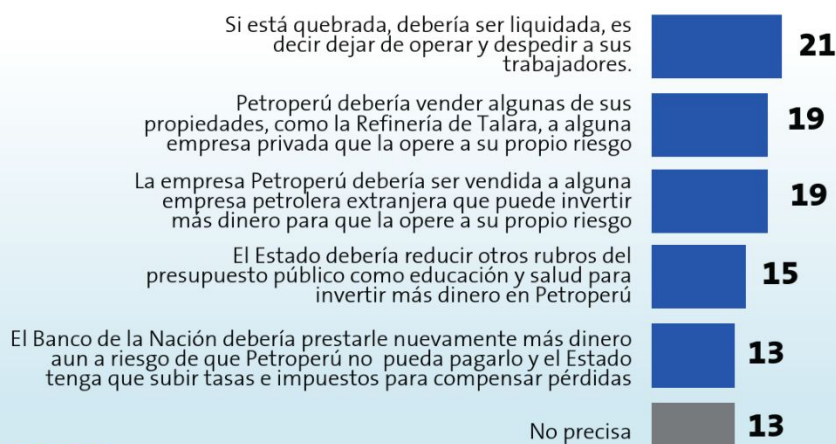 Si está quebrada, debería ser liquidada, es
decir dejar de operar y despedir a sus
trabajadores.
21
Petroperú debería vender algunas de sus
propiedades, como la Refinería de Talara, a alguna
empresa privada que la opere a su propio riesgo
19
La empresa Petroperú debería ser vendida a alguna
empresa petrolera extranjera que puede invertir
más dinero para que la opere a su propio riesgo
19
El Estado debería reducir otros rubros del
presupuesto público como educación y salud para
invertir más dinero en Petroperú
15
El Banco de la Nación debería prestarle nuevamente más dinero
aun a riesgo de que Petroperú no pueda pagarlo y el Estado
tenga que subir tasas e impuestos para compensar pérdidas
13
No precisa
13